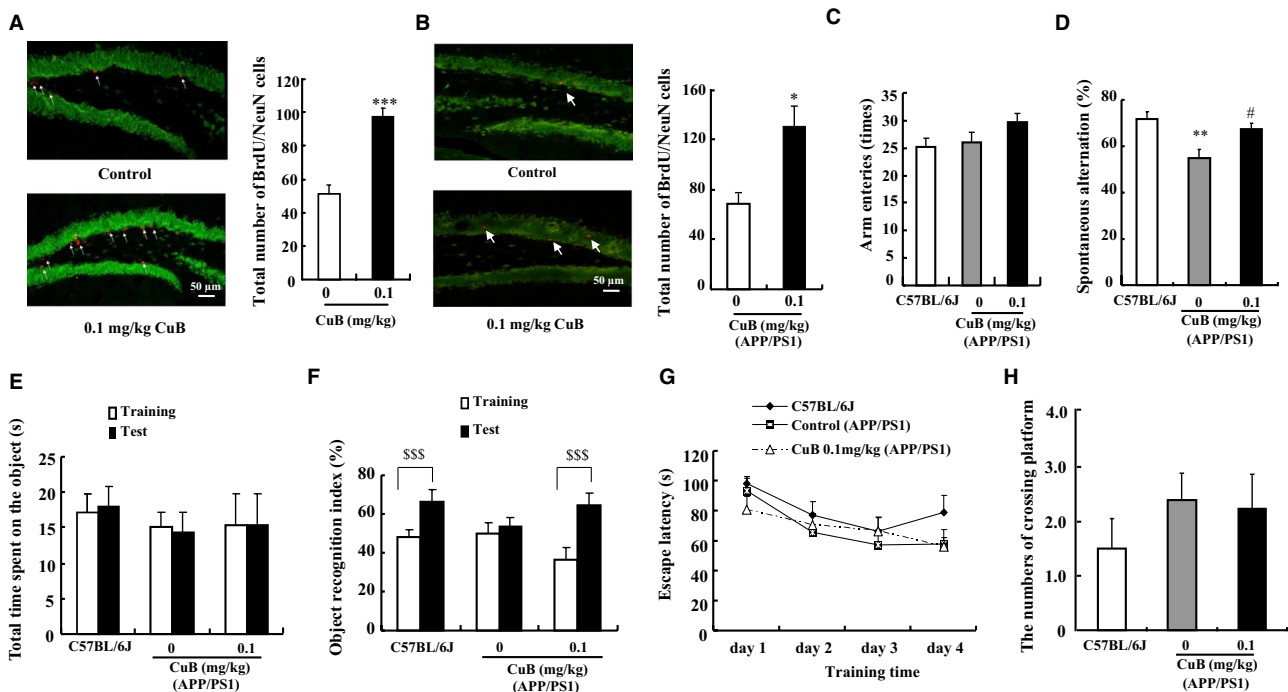 A
Control
50 µm
0.1 mg/kg CuB
Total number of BrdU/NeuN cells
120
100
80
60
40
20
0
***
0 0.1
CuB (mg/kg)
B
Control
50 µm
0.1 mg/kg CuB
Total number of BrdU/NeuN cells
160
120
80
40
0
*
0 0.1
CuB (mg/kg)
(APP/PS1)
C
Arm enteries (times)
35
30
25
20
15
10
5
0
C57BL/6J 0 0.1
CuB (mg/kg)
(APP/PS1)
D
Spontaneous alternation (%)
80
60
40
20
0
**
#
C57BL/6J 0 0.1
CuB (mg/kg)
(APP/PS1)
E
Training
Test
Total time spent on the object (s)
25
20
15
10
5
0
C57BL/6J 0 0.1
CuB (mg/kg)
(APP/PS1)
F
Training
Test
Object recognition index (%)
80
60
40
20
0
$$$
$$$
C57BL/6J 0 0.1
CuB (mg/kg)
(APP/PS1)
G
C57BL/6J
Control (APP/PS1)
CuB 0.1mg/kg (APP/PS1)
Escape latency (s)
120
100
80
60
40
20
0
day 1 day 2 day 3 day 4
Training time
H
The numbers of crossing platform
4.0
3.0
2.0
1.0
0
C57BL/6J 0 0.1
CuB (mg/kg)
(APP/PS1)